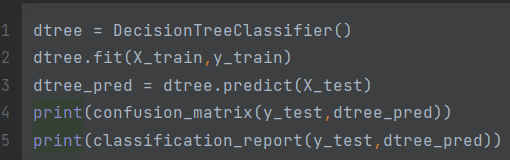 1 dtree = DecisionTreeClassifier()
2 dtree.fit(X_train,y_train)
3 dtree_pred = dtree.predict(X_test)
4 print(confusion_matrix(y_test,dtree_pred))
5 print(classification_report(y_test,dtree_pred))